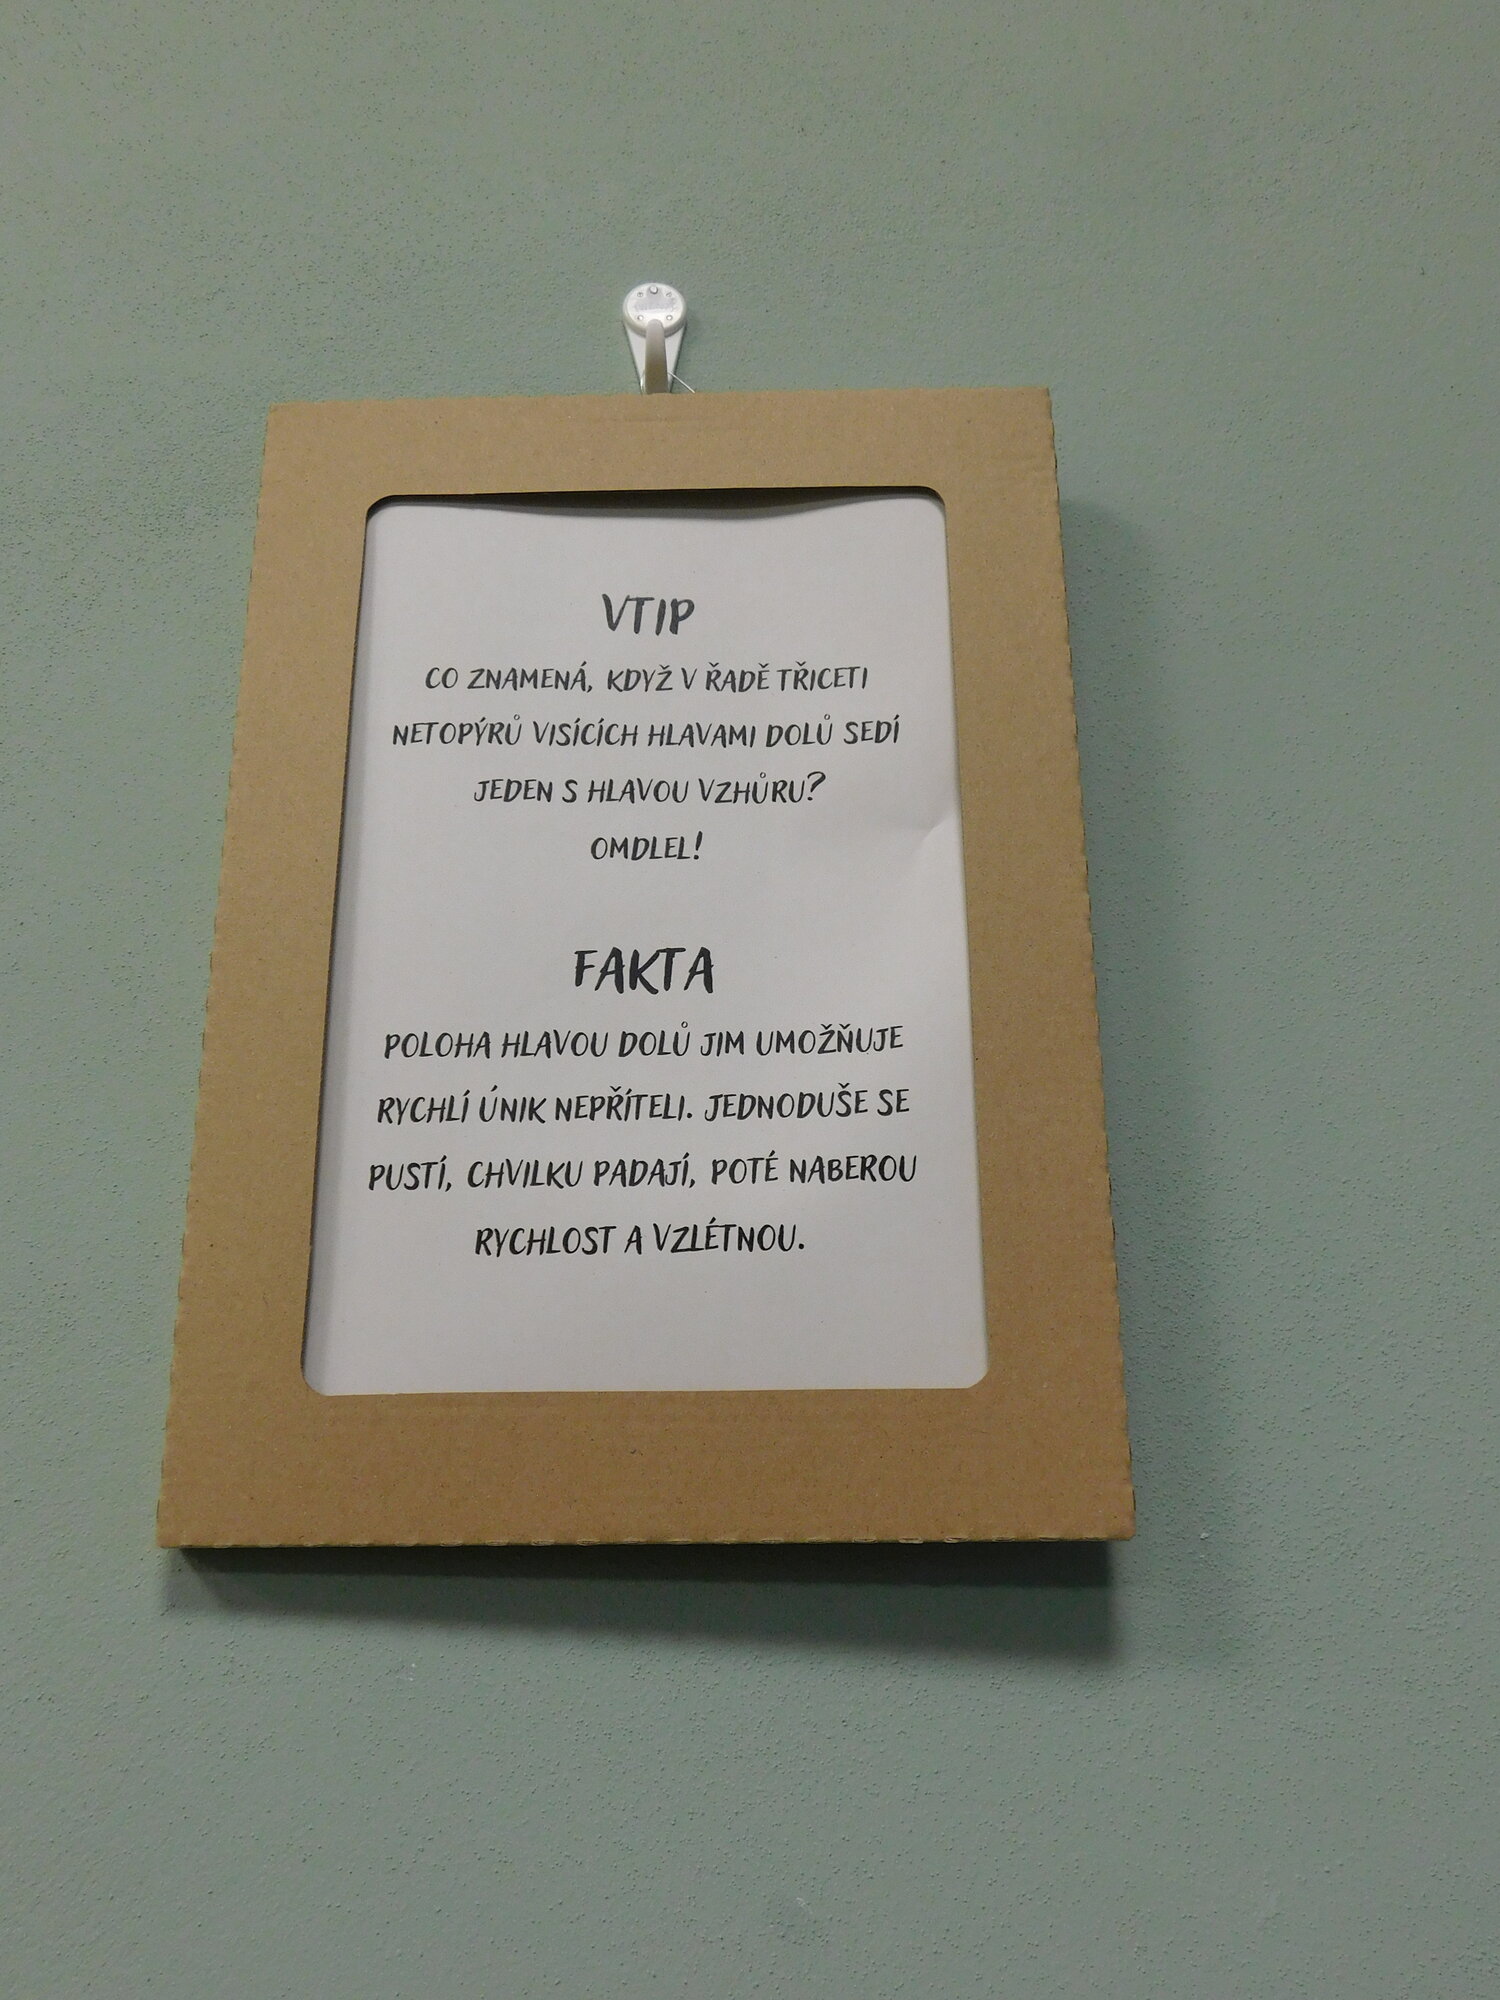 VTIP
CO ZNAMENÁ, KDYŽ V ŘADĚ TŘICETI
NETOPÝRŮ VISÍCÍCH HLAVAMI DOLŮ SEDÍ
JEDEN S HLAVOU VZHŮRU?
OMDLEL!
FAKTA
POLOHA HLAVOU DOLŮ JIM UMOŽŇUJE
RYCHLÍ ÚNIK NEPŘÍTELI. JEDNODUŠE SE
PUSTÍ, CHVILKU PADAJÍ, POTÉ NABEROU
RYCHLOST A VZLÉTNOU.